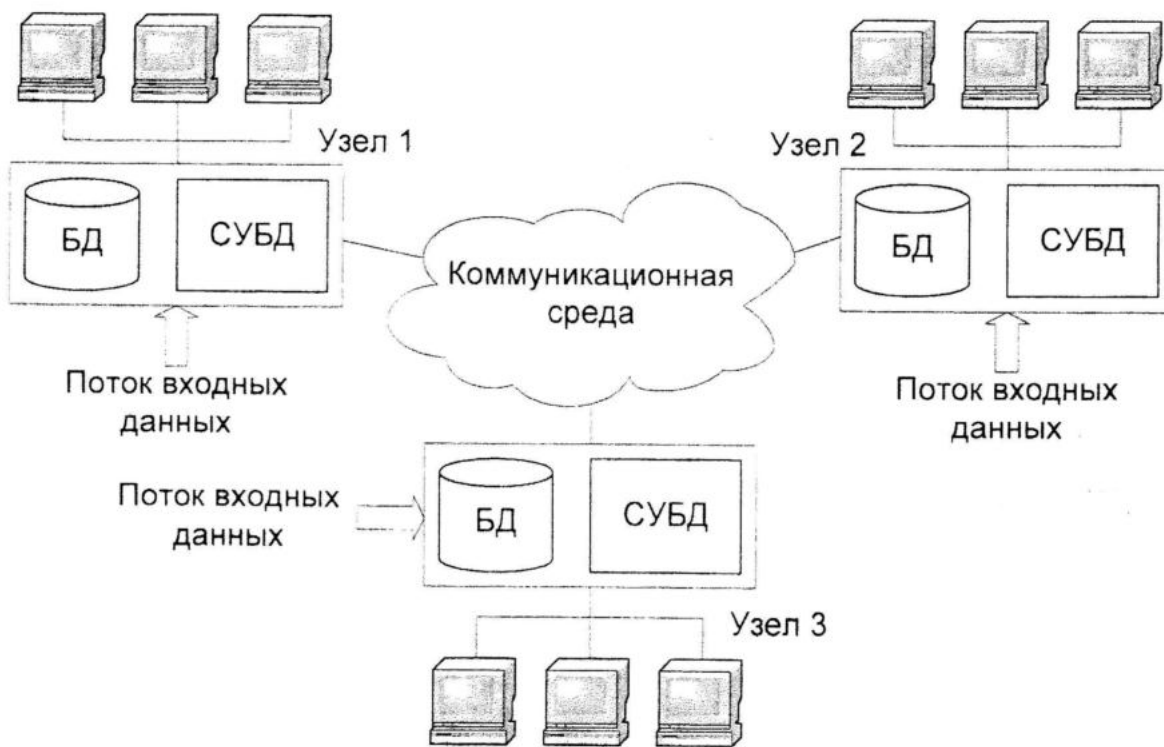 Узел 1
БД
СУБД
Поток входных
данных
Узел 2
БД
СУБД
Поток входных
данных
Коммуникационная
среда
Поток входных
данных
БД
СУБД
Узел 3